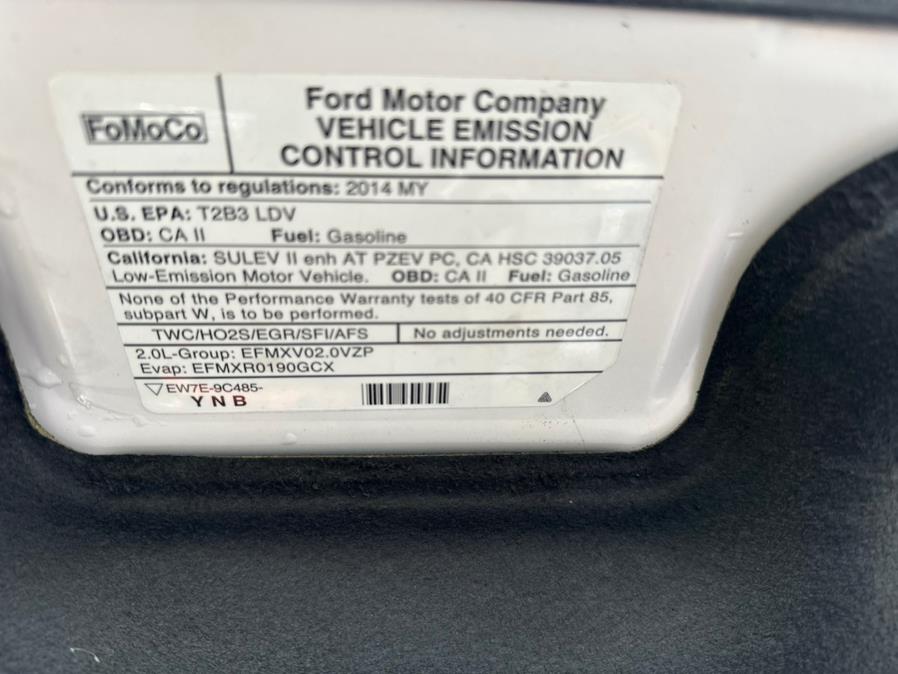 FoMoCo
Ford Motor Company
VEHICLE EMISSION
CONTROL INFORMATION
Conforms to regulations: 2014 MY
U.S. EPA: T2B3 LDV
OBD: CA II Fuel: Gasoline
California: SULEV II enh AT PZEV PC, CA HSC 39037.05
Low-Emission Motor Vehicle. OBD: CA II Fuel: Gasoline
None of the Performance Warranty tests of 40 CFR Part 85,
subpart W, is to be performed.
TWC/HO2S/EGR/SFI/AFS No adjustments needed.
2.0L-Group: EFMXV02.0VZP
Evap: EFMXR0190GCX
EW7E-9C485-
Y N B